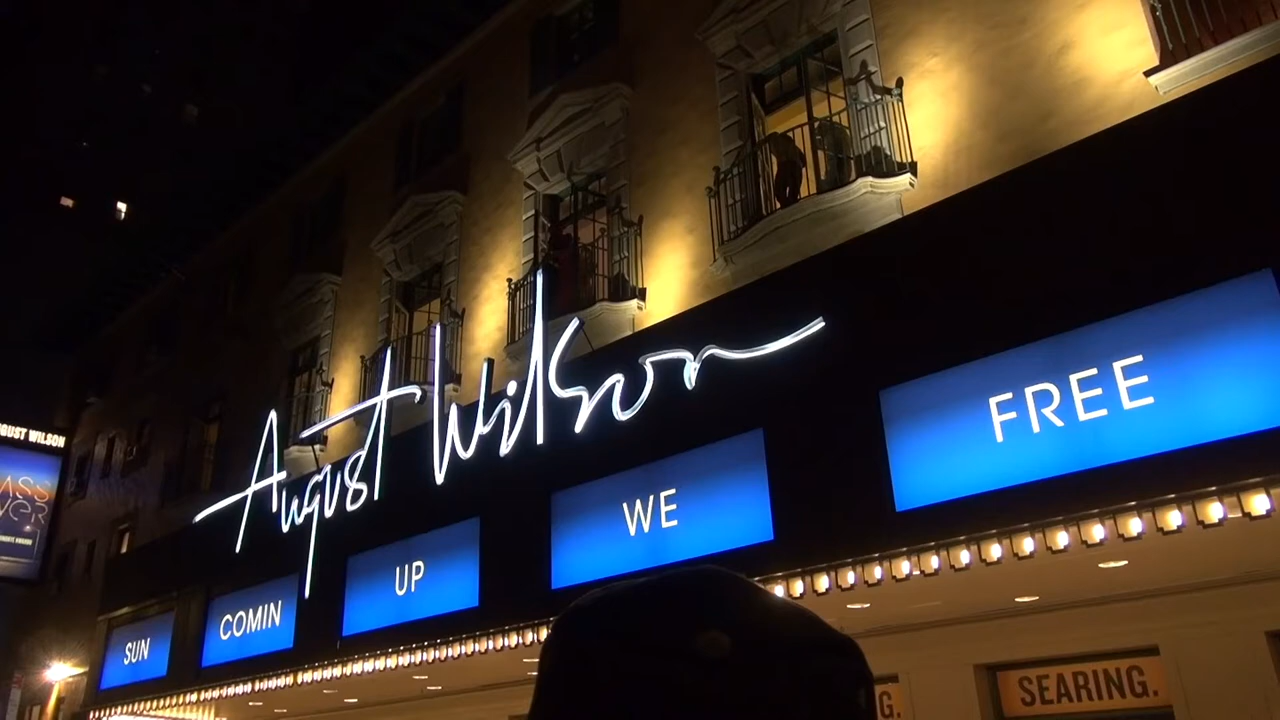 August Wilson
SUN COMIN UP WE FREE
AUGUST WILSON
SEARING.
G.